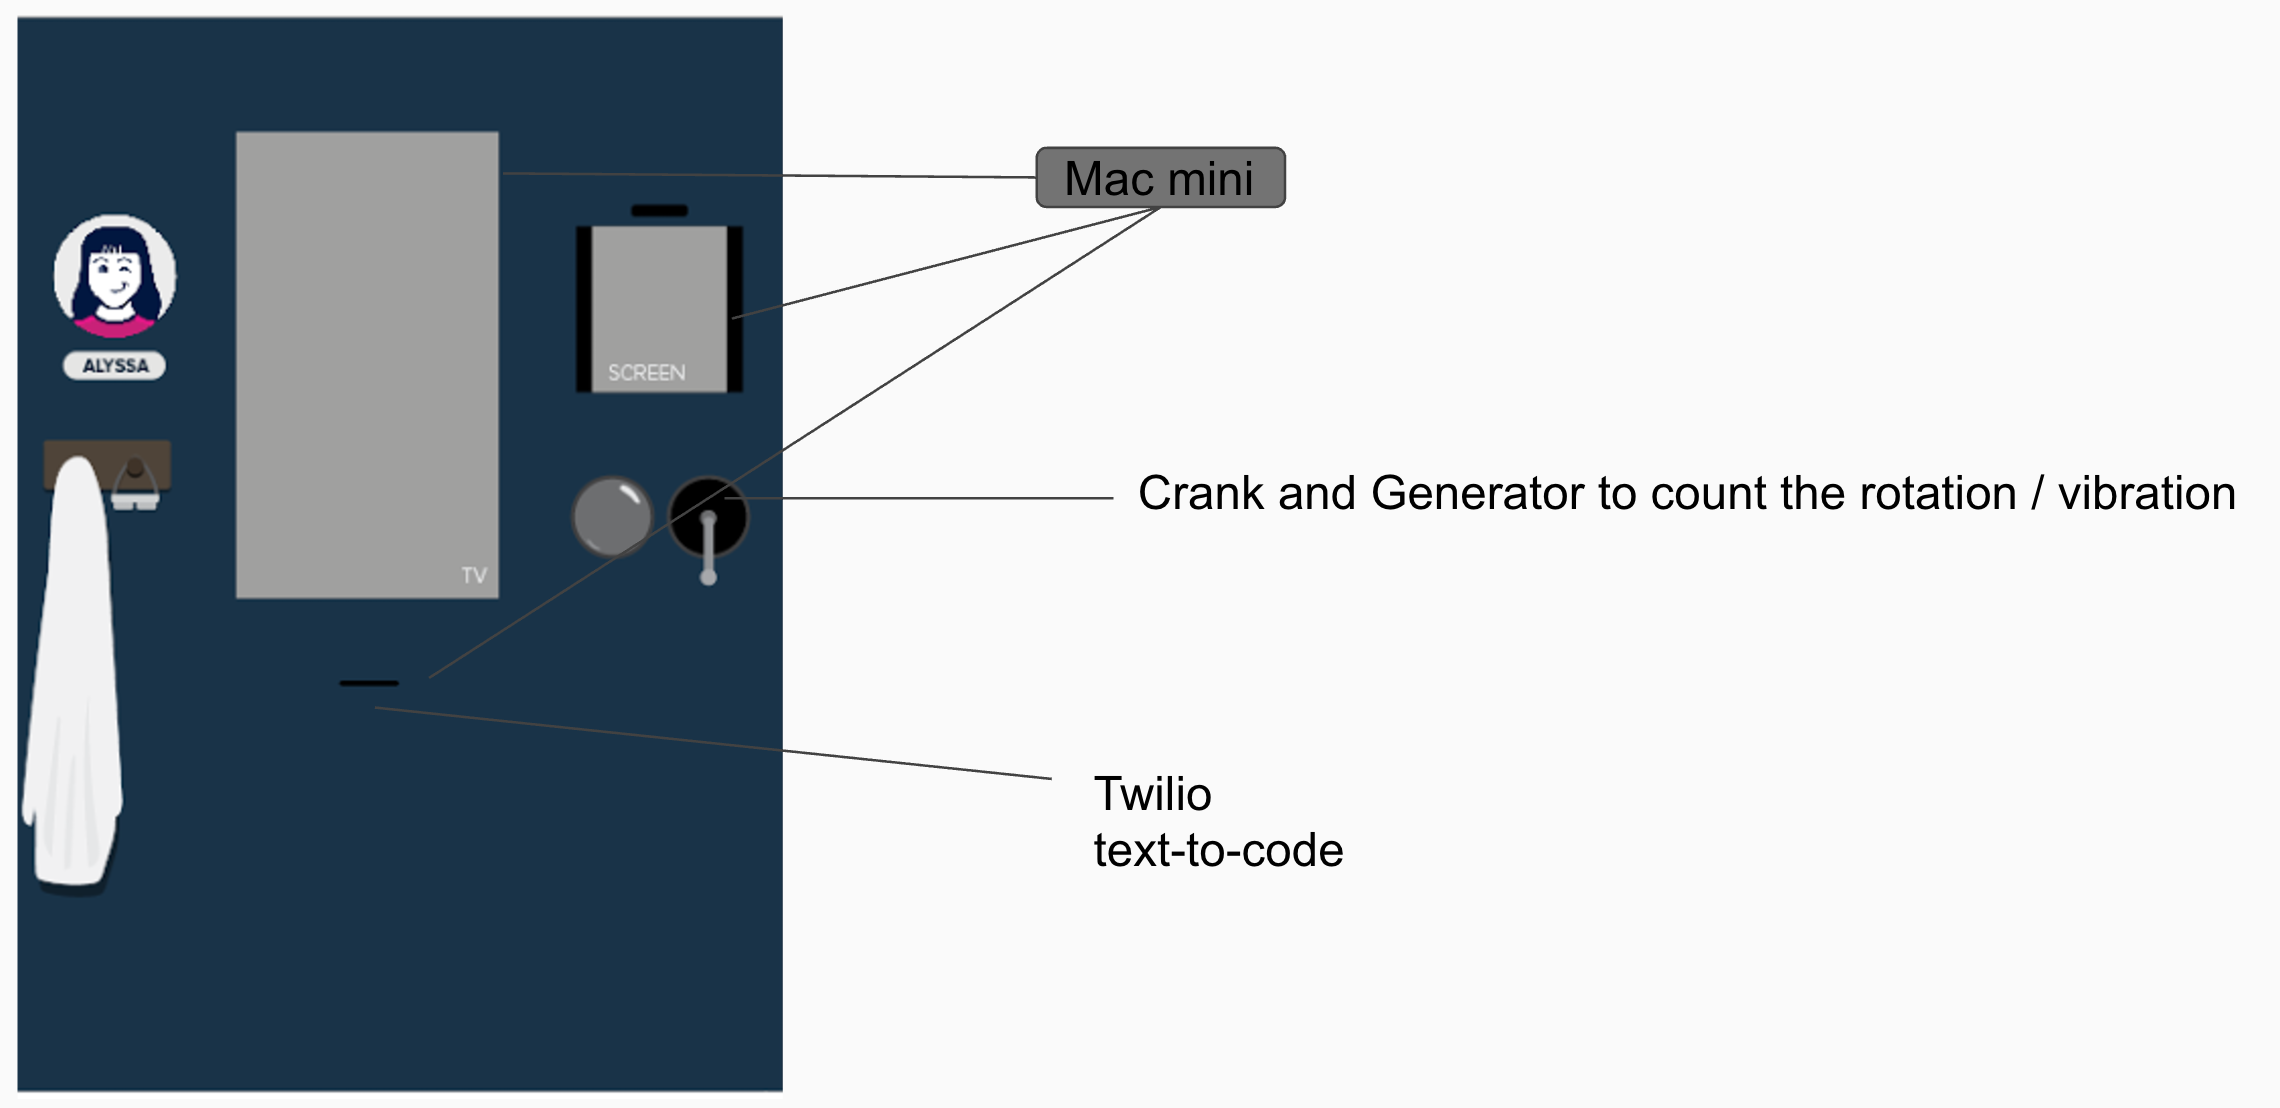 Mac mini
ALYSSA
SCREEN
Crank and Generator to count the rotation / vibration
TV
Twilio
text-to-code